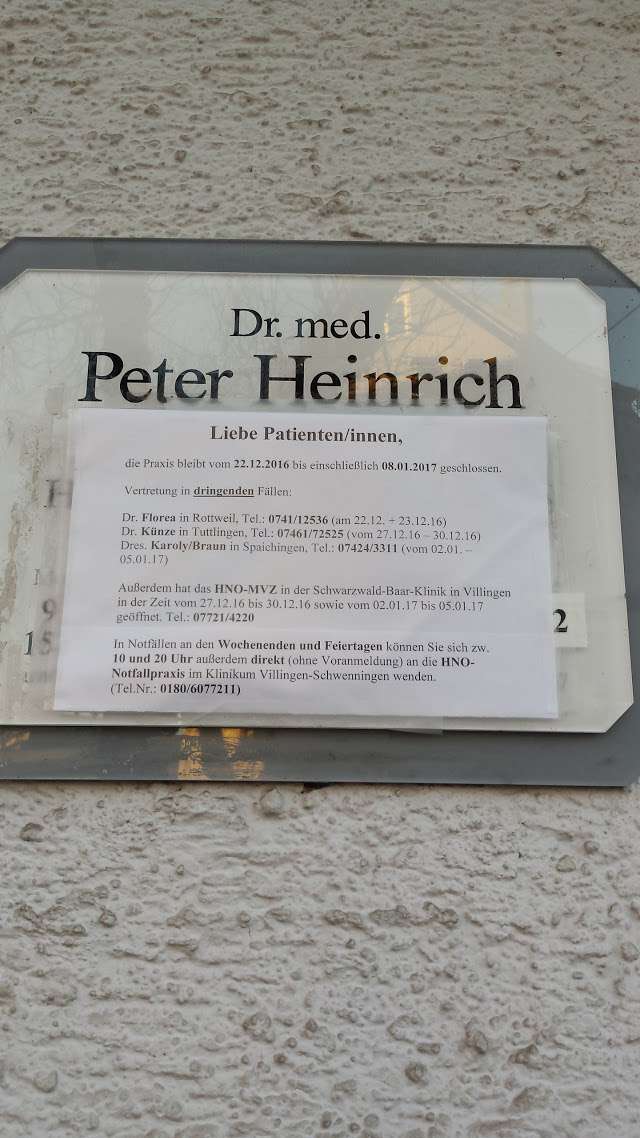 Dr. med.
Peter Heinrich
Liebe Patienten/innen,
die Praxis bleibt vom 22.12.2016 bis einschließlich 08.01.2017 geschlossen.
Vertretung in dringenden Fällen:
Dr. Florea in Rottweil, Tel.: 0741/12536 (am 22.12. + 23.12.16)
Dr. Künze in Tuttlingen, Tel.: 07461/72525 (vom 27.12.16 – 30.12.16)
Dres. Karoly/Braun in Spaichingen, Tel.: 07424/3311 (vom 02.01. –
05.01.17)
Außerdem hat das HNO-MVZ in der Schwarzwald-Baar-Klinik in Villingen
in der Zeit vom 27.12.16 bis 30.12.16 sowie vom 02.01.17 bis 05.01.17
geöffnet. Tel.: 07721/4220
In Notfällen an den Wochenenden und Feiertagen können Sie sich zw.
10 und 20 Uhr außerdem direkt (ohne Voranmeldung) an die HNO-
Notfallpraxis im Klinikum Villingen-Schwenningen wenden.
(Tel.Nr.: 0180/6077211)
9
15
2